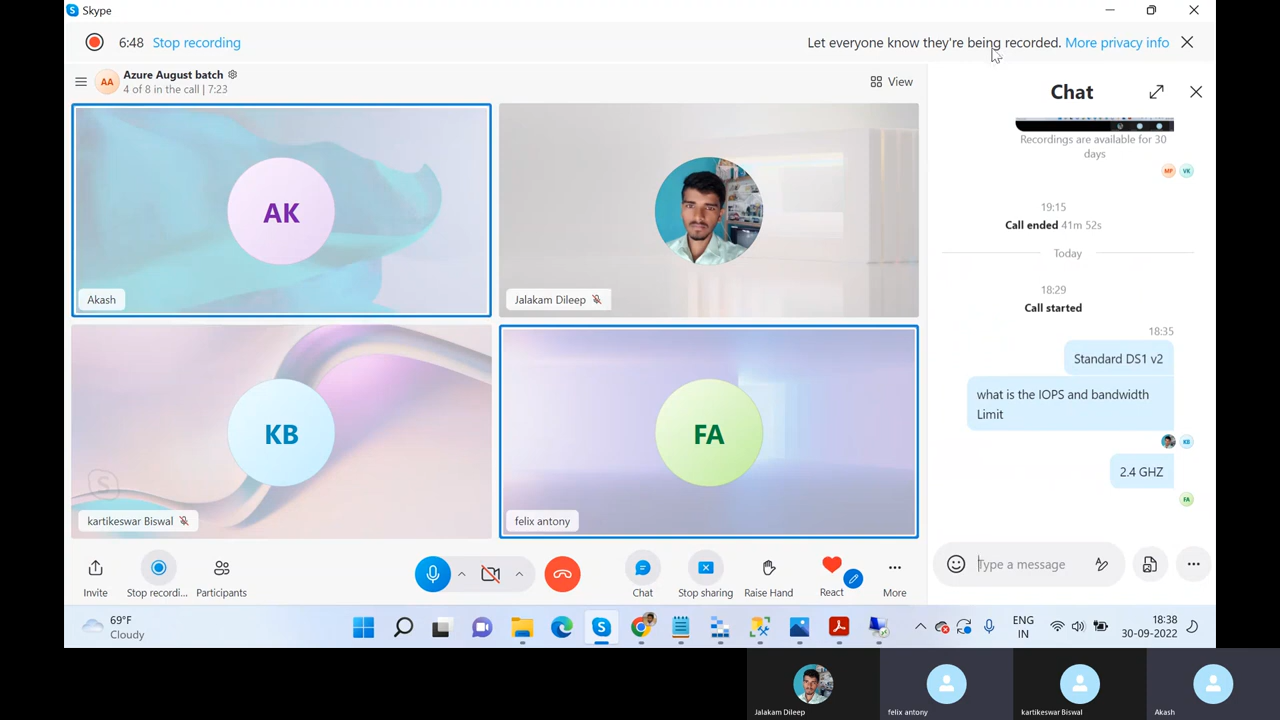 Skype
6:48 Stop recording
Let everyone know they're being recorded. More privacy info
AA
Azure August batch
4 of 8 in the call | 7:23
View
AK
Akash
Jalakam Dileep
KB
kartikeswar Biswal
FA
felix antony
Chat
Recordings are available for 30
days
MP VK
19:15
Call ended 41m 52s
Today
18:29
Call started
18:35
Standard DS1 v2
what is the IOPS and bandwidth
Limit
KB
2.4 GHZ
FA
Type a message
Invite
Stop recordi...
Participants
Chat
Stop sharing
Raise Hand
React
More
69°F
Cloudy
ENG
IN
18:38
30-09-2022
Jalakam Dileep
felix antony
kartikeswar Biswal
Akash